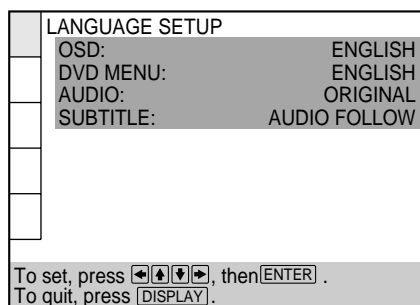 LANGUAGE SETUP
OSD: ENGLISH
DVD MENU: ENGLISH
AUDIO: ORIGINAL
SUBTITLE: AUDIO FOLLOW
To set, press ←↑↓→, then ENTER .
To quit, press DISPLAY.